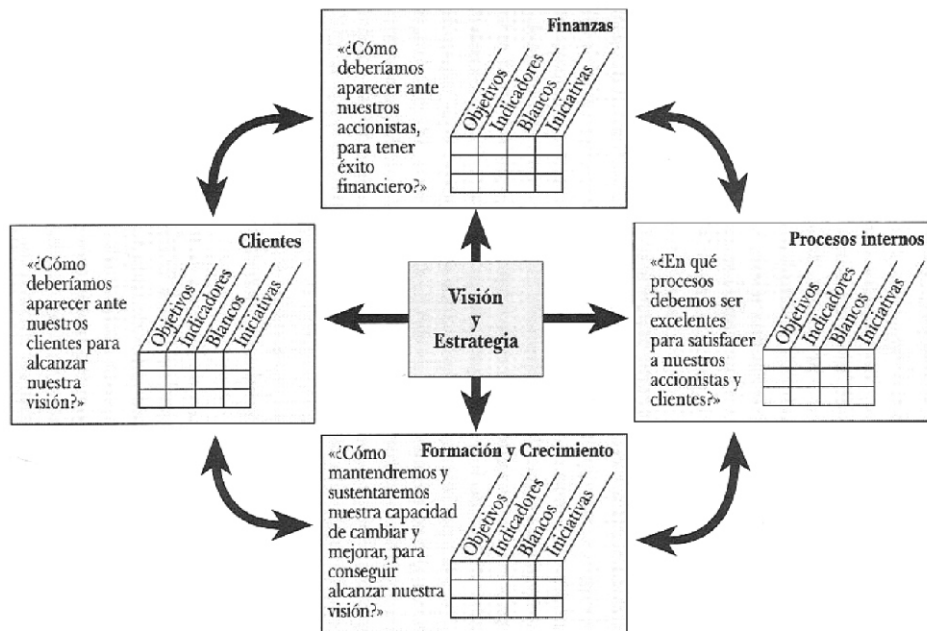 Finanzas
«¿Cómo
deberíamos
aparecer ante
nuestros
accionistas,
para tener
éxito
financiero?»
Objetivos
Indicadores
Blancos
Iniciativas
Clientes
«¿Cómo
deberíamos
aparecer ante
nuestros
clientes para
alcanzar
nuestra
visión?»
Objetivos
Indicadores
Blancos
Iniciativas
Visión
y
Estrategia
Procesos internos
«¿En qué
procesos
debemos ser
excelentes
para satisfacer
a nuestros
accionistas y
clientes?»
Objetivos
Indicadores
Blancos
Iniciativas
Formación y Crecimiento
«¿Cómo
mantendremos y
sustentaremos
nuestra capacidad
de cambiar y
mejorar, para
conseguir
alcanzar nuestra
visión?»
Objetivos
Indicadores
Blancos
Iniciativas